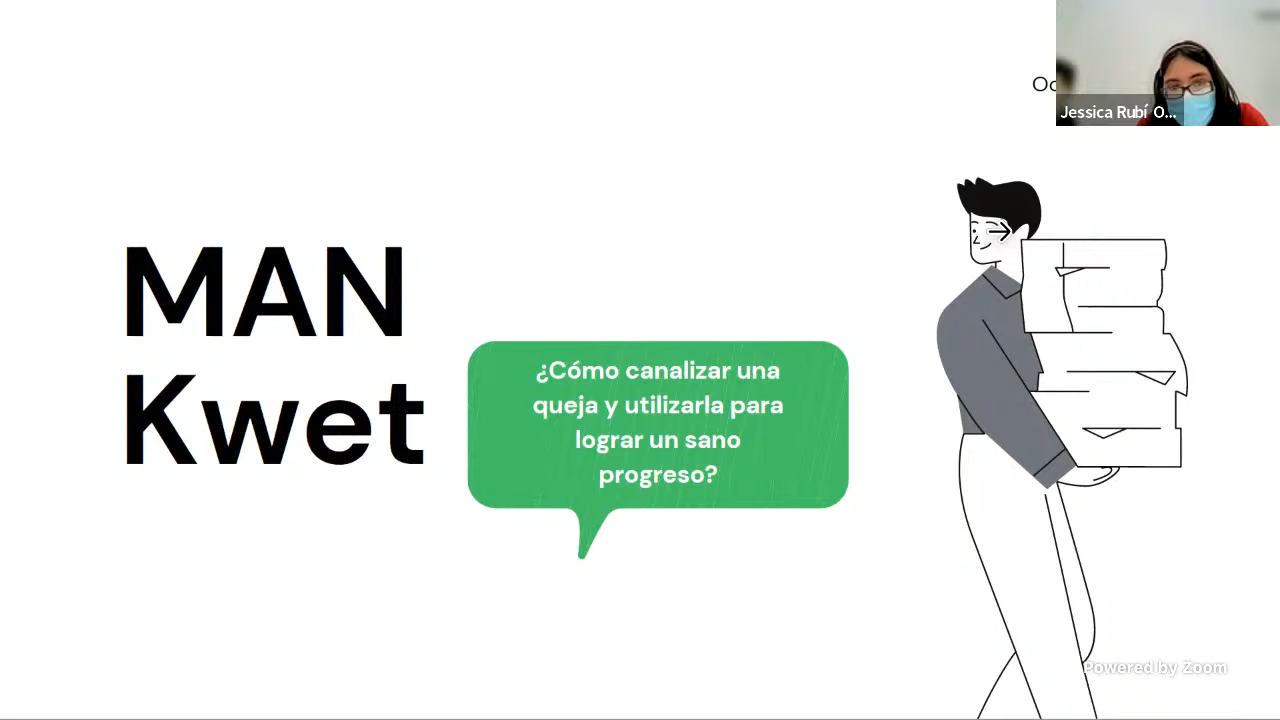 Jessica Rubí O...
MAN
Kwet
¿Cómo canalizar una
queja y utilizarla para
lograr un sano
progreso?
Powered by Zoom